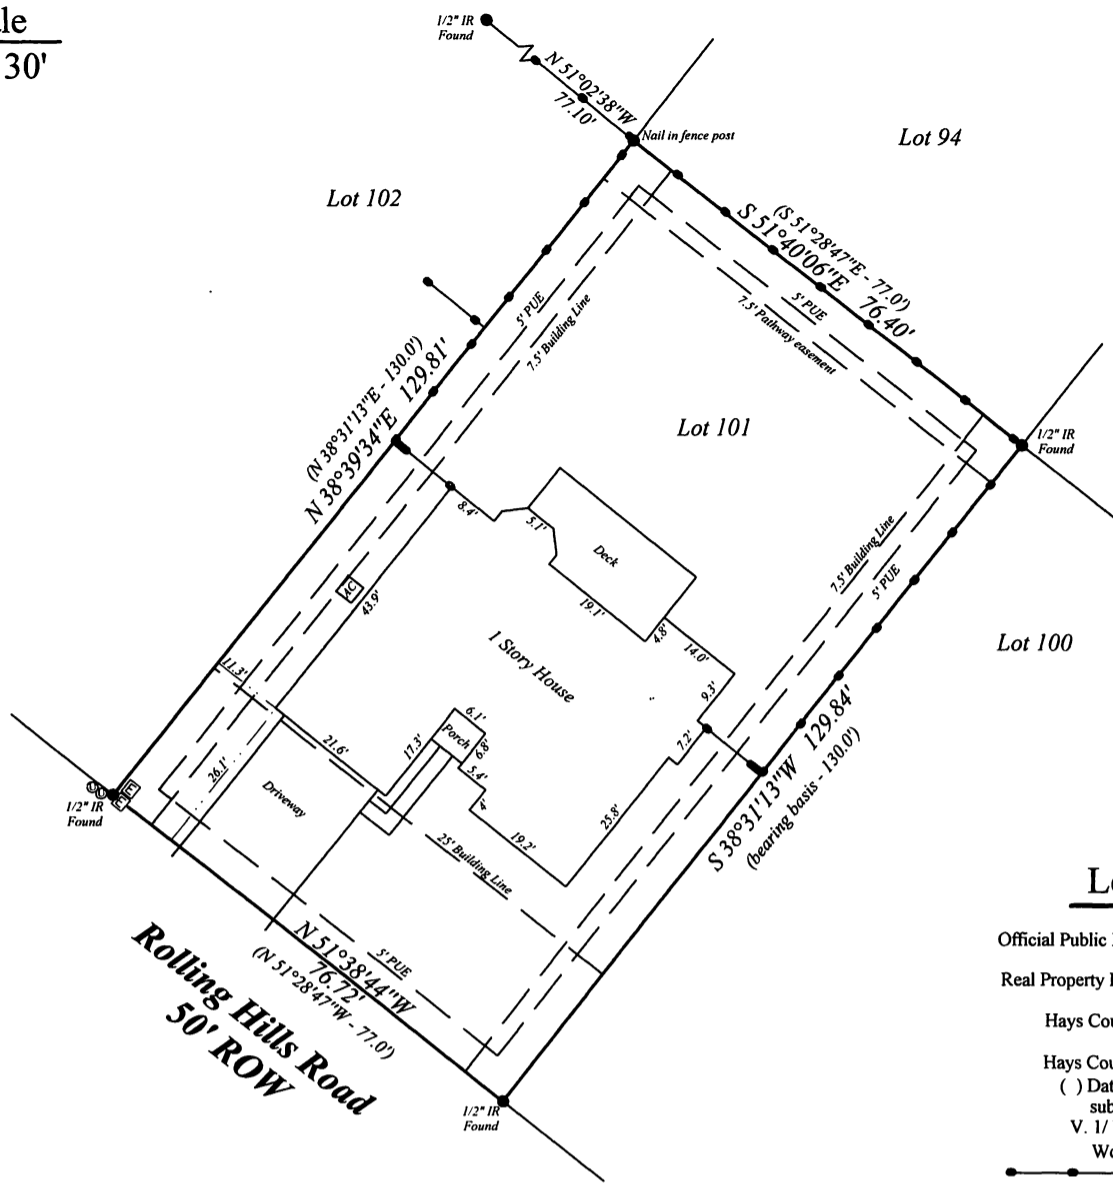 le
30'
1/2" IR
Found
N 51°02'38"W
77.10'
Nail in fence post
Lot 94
Lot 102
(S 51°28'47"E - 77.0')
S 51°40'06"E 76.40'
5' PUE
7.5' Pathway easement
5' PUE
7.5' Building Line
(N 38°31'13"E - 130.0')
N 38°39'34"E 129.81'
Lot 101
1/2" IR
Found
8.4'
5.1'
Deck
19.1'
4.8'
14.0'
9.3'
7.2'
7.5' Building Line
5' PUE
Lot 100
AC
43.9'
1 Story House
11.3'
21.6'
17.3'
6.1'
Porch
6.8'
5.4'
19.2'
25.8'
26.1'
Driveway
25' Building Line
S 38°31'13"W 129.84'
(bearing basis - 130.0')
E
E
1/2" IR
Found
5' PUE
N 51°38'44"W
76.72'
(N 51°28'47"W - 77.0')
Rolling Hills Road
50' ROW
1/2" IR
Found
Le
Official Public
Real Property
Hays Cou
Hays Cou
( ) Dat
sub
V. 1/